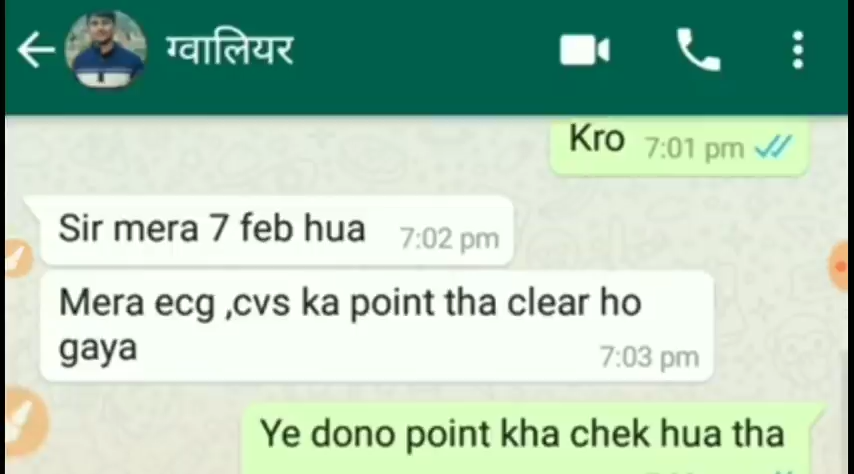 ग्वालियर
Kro 7:01 pm
Sir mera 7 feb hua 7:02 pm
Mera ecg ,cvs ka point tha clear ho
gaya 7:03 pm
Ye dono point kha chek hua tha